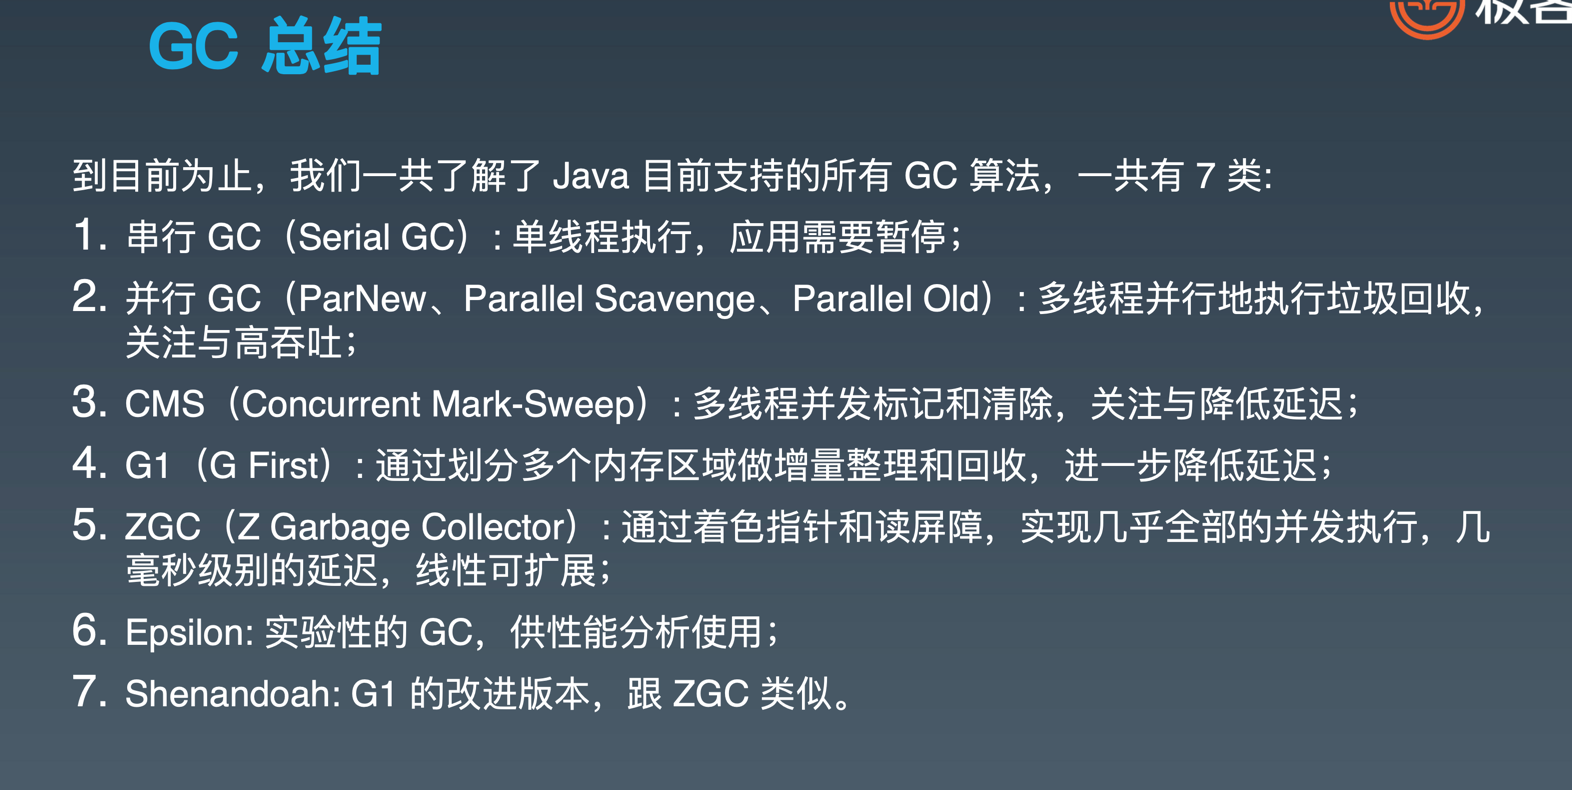 GC 总结
极客
到目前为止，我们一共了解了 Java 目前支持的所有 GC 算法，一共有 7 类:
1. 串行 GC（Serial GC）: 单线程执行，应用需要暂停；
2. 并行 GC（ParNew、Parallel Scavenge、Parallel Old）: 多线程并行地执行垃圾回收，
关注与高吞吐；
3. CMS（Concurrent Mark-Sweep）: 多线程并发标记和清除，关注与降低延迟；
4. G1（G First）: 通过划分多个内存区域做增量整理和回收，进一步降低延迟；
5. ZGC（Z Garbage Collector）: 通过着色指针和读屏障，实现几乎全部的并发执行，几
毫秒级别的延迟，线性可扩展；
6. Epsilon: 实验性的 GC，供性能分析使用；
7. Shenandoah: G1 的改进版本，跟 ZGC 类似。